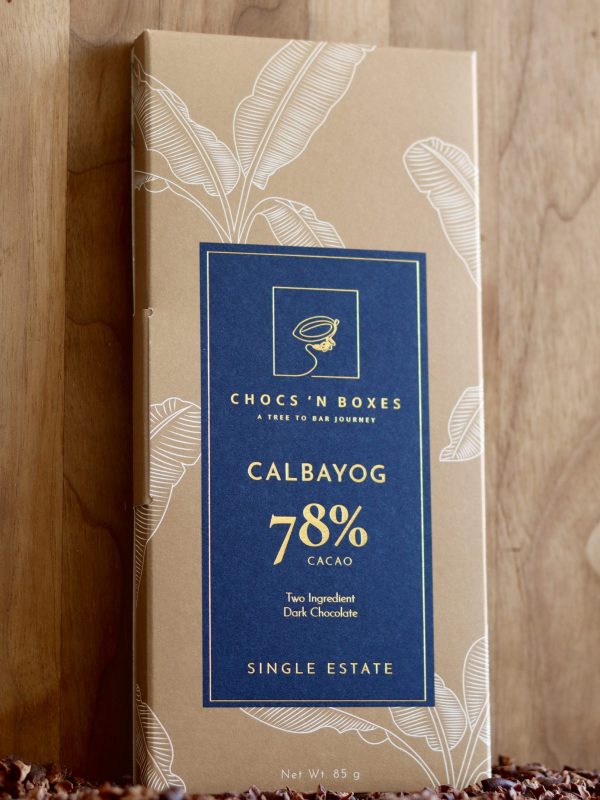 CHOCS 'N BOXES
A TREE TO BAR JOURNEY
CALBAYOG
78%
CACAO
Two Ingredient
Dark Chocolate
SINGLE ESTATE
Net Wt. 85 g